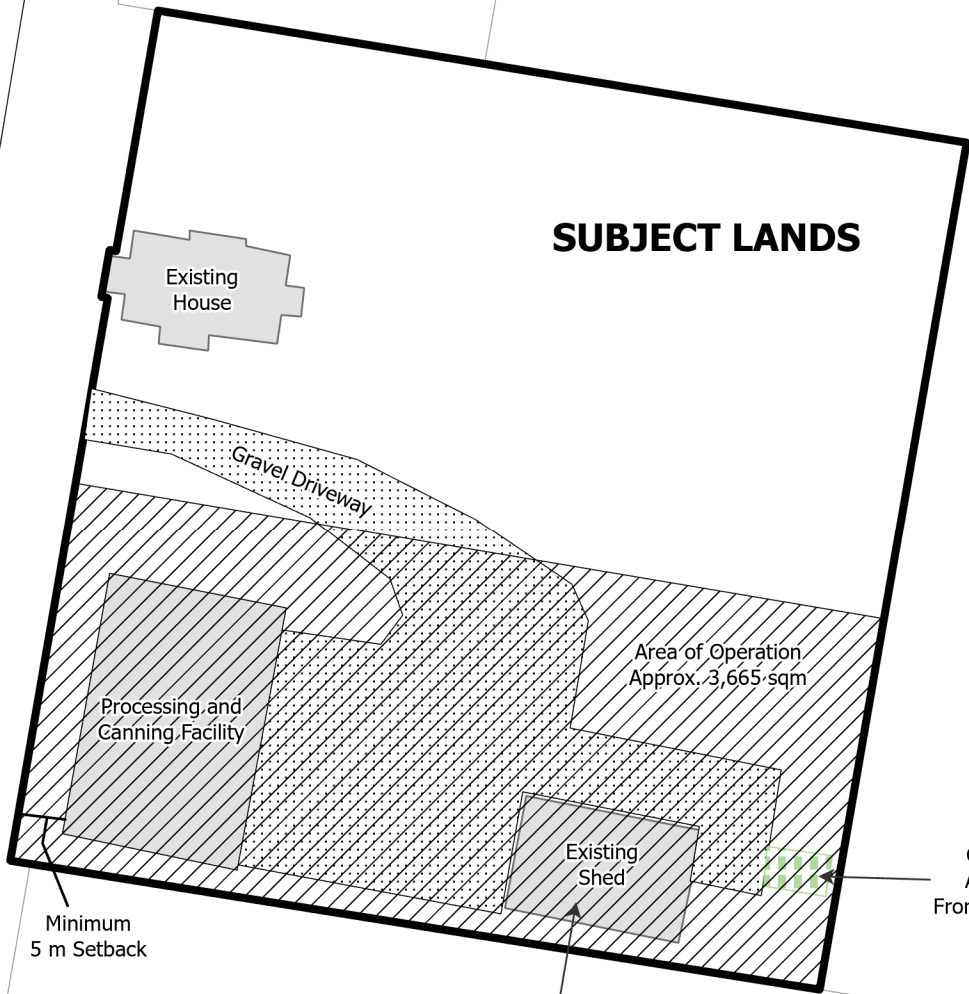 SUBJECT LANDS
Existing
House
Gravel Driveway
Area of Operation
Approx. 3,665 sqm
Processing and
Canning Facility
Existing
Shed
Minimum
5 m Setback